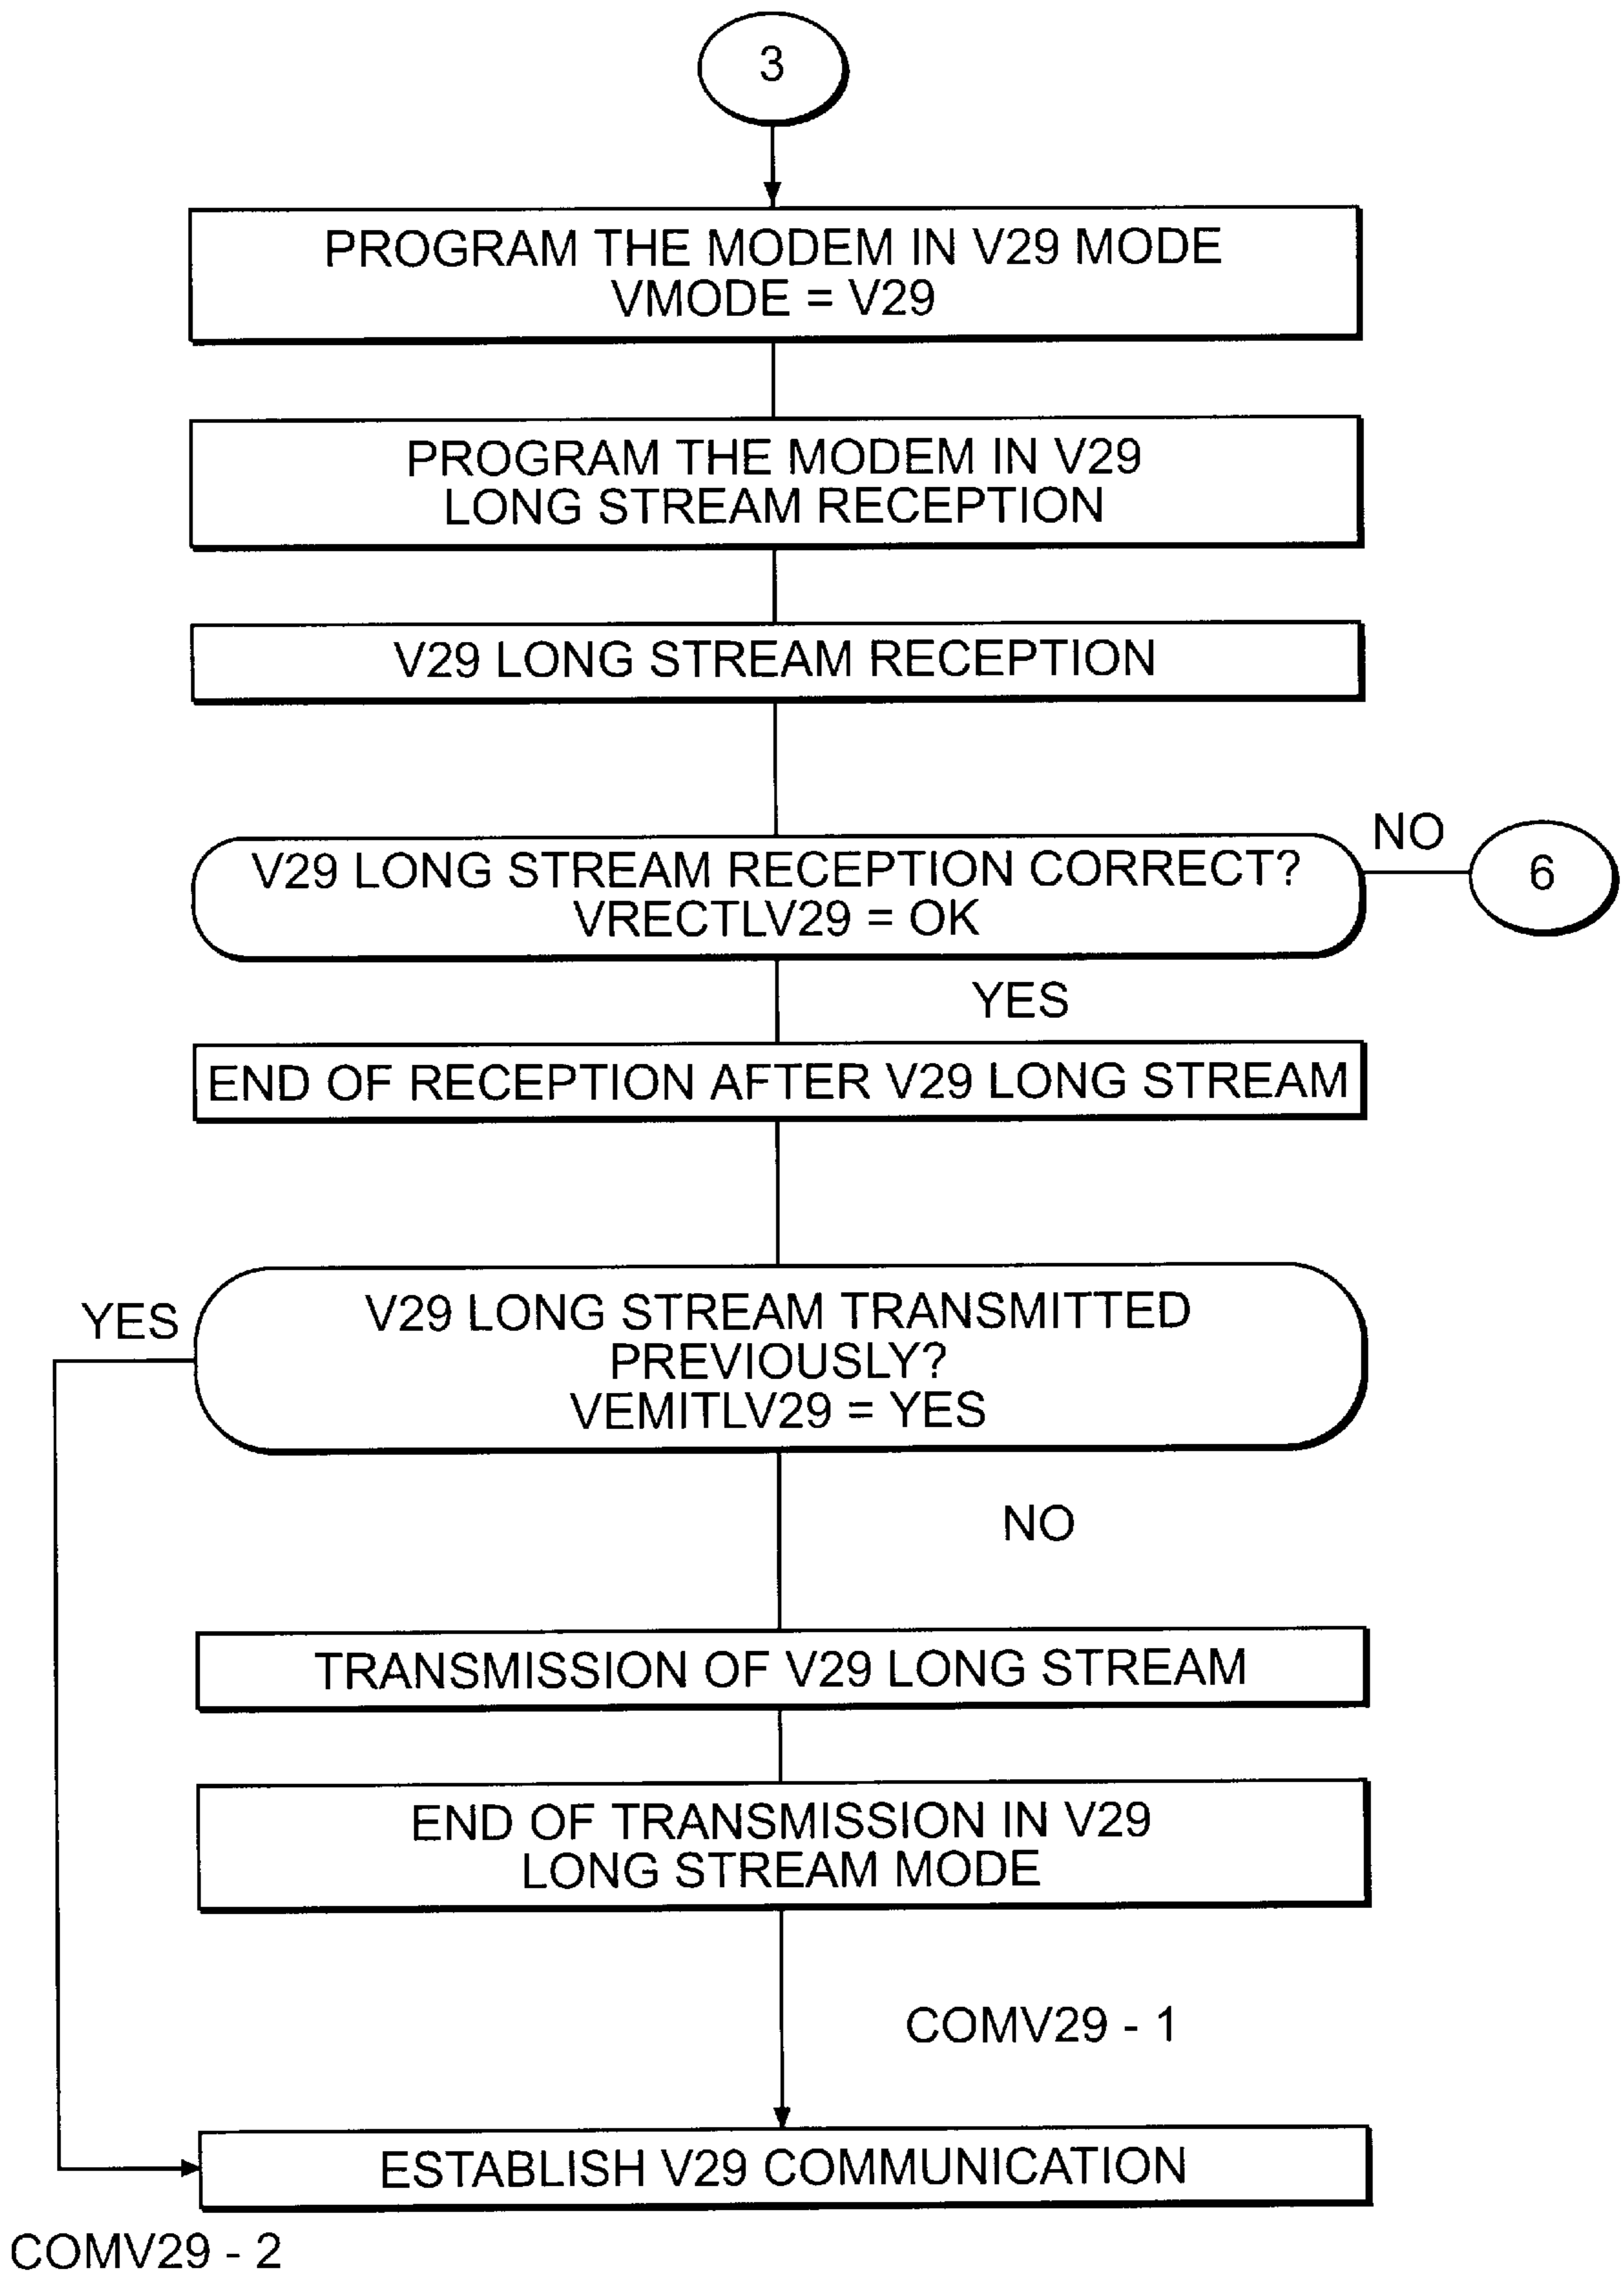 3
PROGRAM THE MODEM IN V29 MODE
VMODE = V29
PROGRAM THE MODEM IN V29
LONG STREAM RECEPTION
V29 LONG STREAM RECEPTION
V29 LONG STREAM RECEPTION CORRECT?
VRECTLV29 = OK
NO
6
YES
END OF RECEPTION AFTER V29 LONG STREAM
YES
V29 LONG STREAM TRANSMITTED
PREVIOUSLY?
VEMITLV29 = YES
NO
TRANSMISSION OF V29 LONG STREAM
END OF TRANSMISSION IN V29
LONG STREAM MODE
COMV29 - 1
ESTABLISH V29 COMMUNICATION
COMV29 - 2